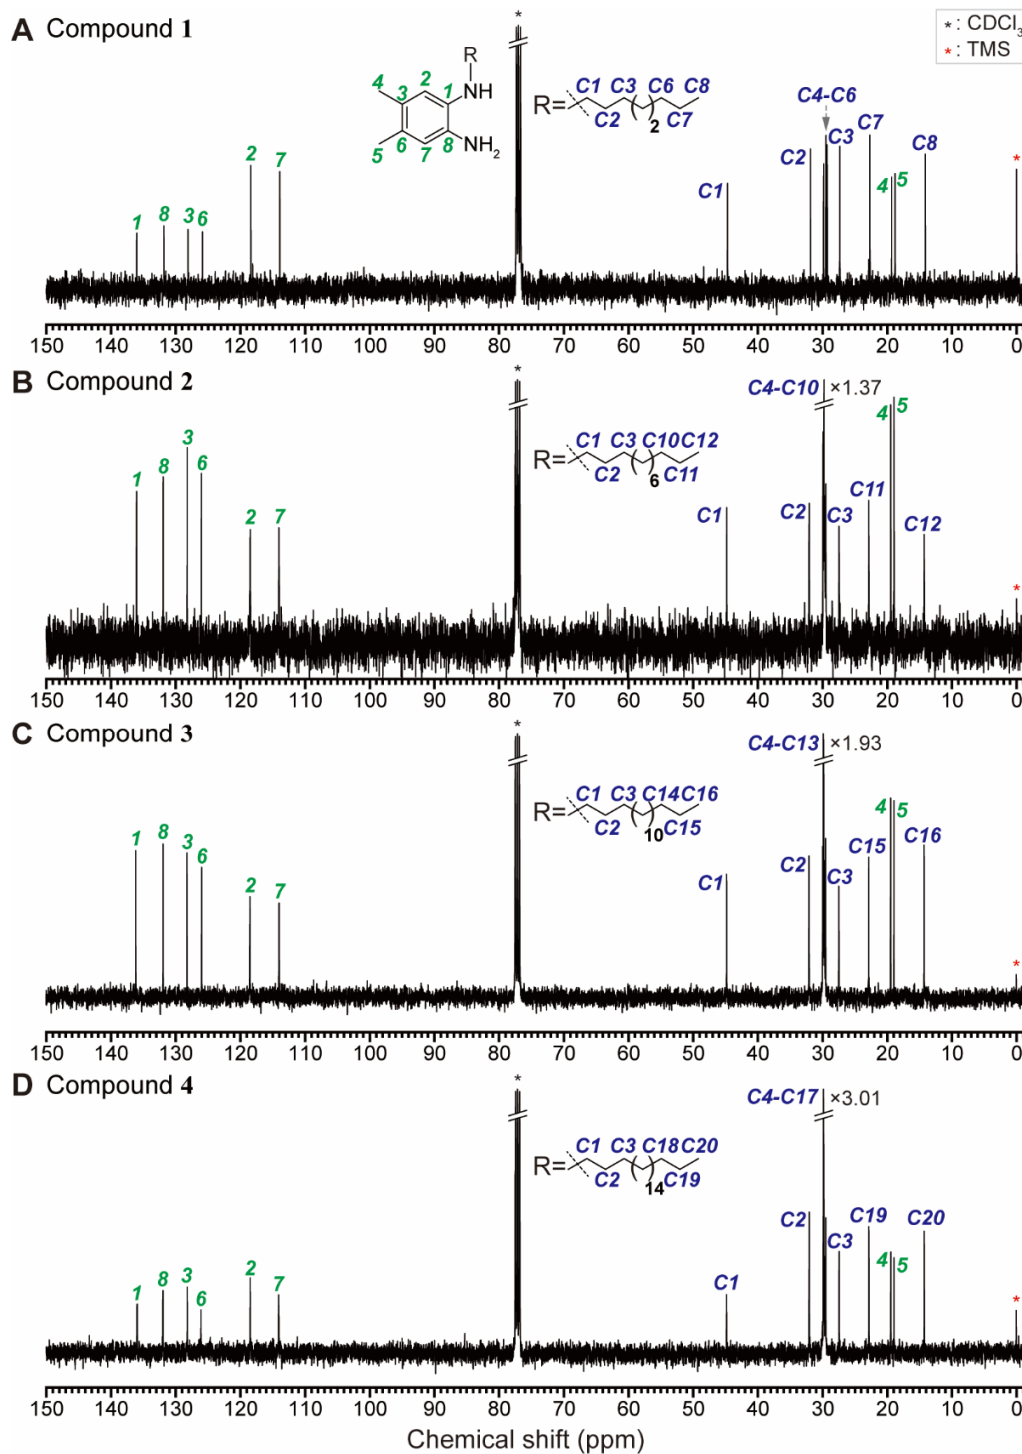 A Compound 1
* : CDCl3
* : TMS
R
NH
NH2
4 3 2 1
5 6 7 8
R=
C1 C3 C6 C8
C2 2 C7
*
1 8 3 6 2 7
C1 C2 C4-C6 C3 C7 4 5 C8
*
150 140 130 120 110 100 90 80 70 60 50 40 30 20 10 0
B Compound 2
*
C4-C10 ×1.37
R=
C1 C3 C10 C12
C2 6 C11
1 8 3 6 2 7
C1 C2 C3 C11 4 5 C12
*
150 140 130 120 110 100 90 80 70 60 50 40 30 20 10 0
C Compound 3
*
C4-C13 ×1.93
R=
C1 C3 C14 C16
C2 10 C15
1 8 3 6 2 7
C1 C2 C3 C15 4 5 C16
*
150 140 130 120 110 100 90 80 70 60 50 40 30 20 10 0
D Compound 4
*
C4-C17 ×3.01
R=
C1 C3 C18 C20
C2 14 C19
1 8 3 6 2 7
C1 C2 C3 C19 4 5 C20
*
150 140 130 120 110 100 90 80 70 60 50 40 30 20 10 0
Chemical shift (ppm)